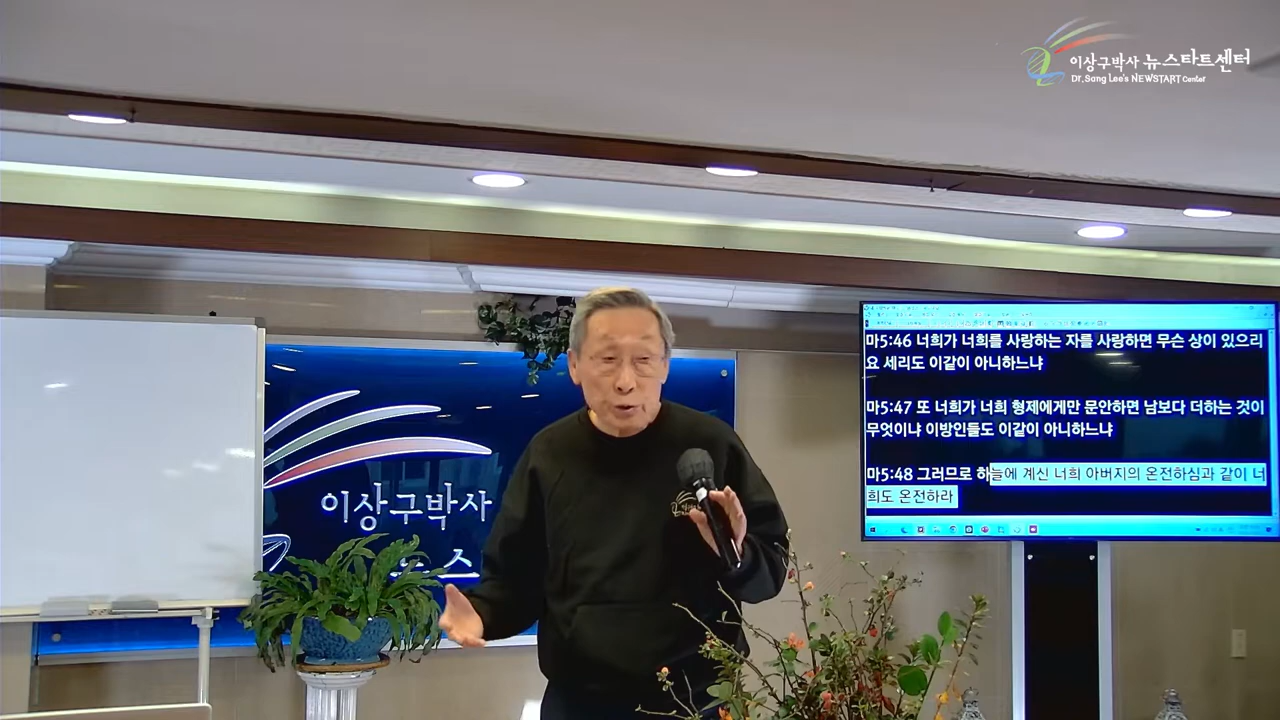 이상구박사 뉴스타트센터
Dr. Sang Lee's NEWSTART Center
마5:46 너희가 너희를 사랑하는 자를 사랑하면 무슨 상이 있으리
요 세리도 이같이 아니하느냐
마5:47 또 너희가 너희 형제에게만 문안하면 남보다 더하는 것이
무엇이냐 이방인들도 이같이 아니하느냐
마5:48 그러므로 하늘에 계신 너희 아버지의 온전하심과 같이 너
희도 온전하라
이상구박사